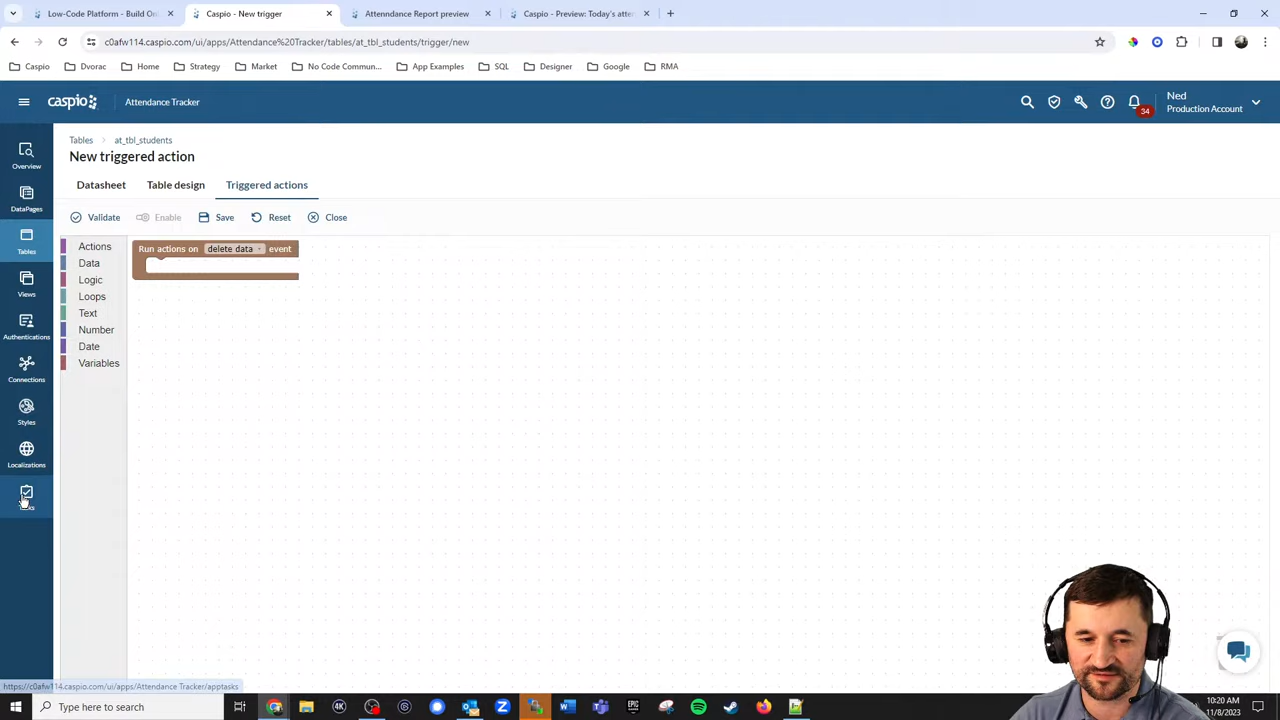 Low-Code Platform - Build On
Caspio - New trigger
Attenndance Report preview
Caspio - Preview: Today's atte
c0afw114.caspio.com/ui/apps/Attendance%20Tracker/tables/at_tbl_students/trigger/new
Caspio
Dvorac
Home
Strategy
Market
No Code Commun...
App Examples
SQL
Designer
Google
RMA
caspio
Attendance Tracker
34
Ned
Production Account
Overview
DataPages
Tables
Views
Authentications
Connections
Styles
Localizations
Tables > at_tbl_students
New triggered action
Datasheet
Table design
Triggered actions
Validate
Enable
Save
Reset
Close
Actions
Data
Logic
Loops
Text
Number
Date
Variables
Run actions on delete data event
https://c0afw114.caspio.com/ui/apps/Attendance Tracker/apptasks
Type here to search
4K
EPIC
GAMES
10:20 AM
11/8/2023